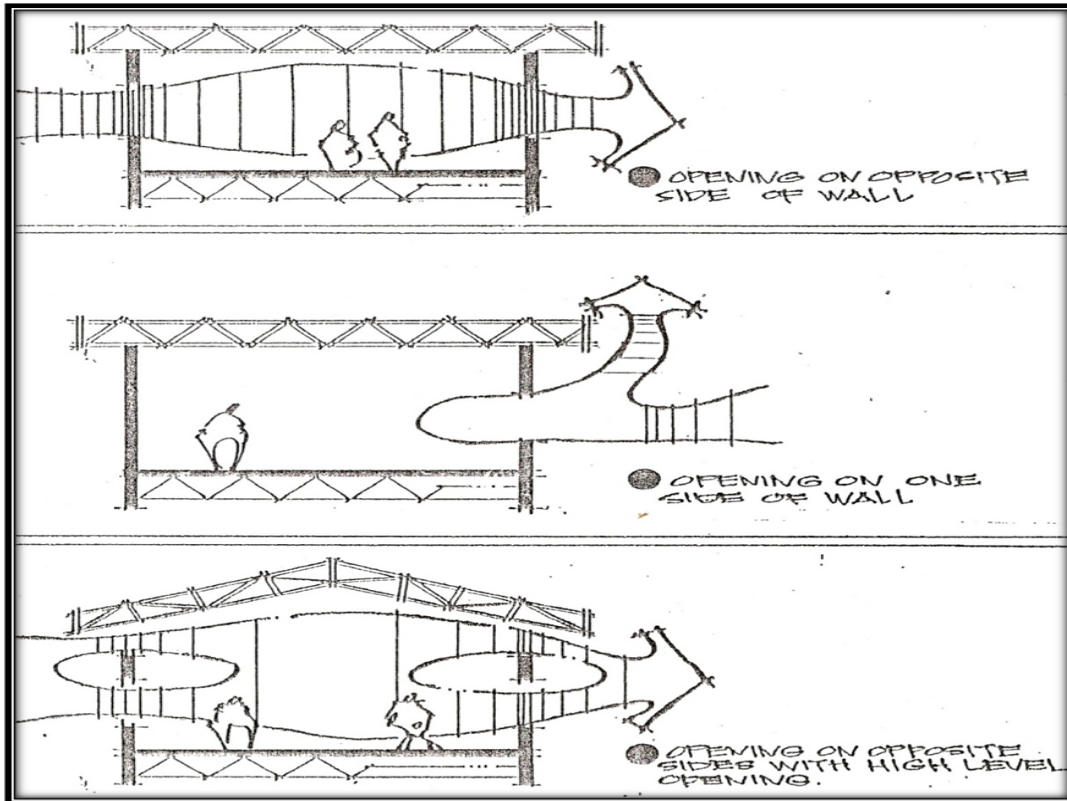 OPENING ON OPPOSITE
SIDE OF WALL
OPENING ON ONE
SIDE OF WALL
OPENING ON OPPOSITE
SIDES WITH HIGH LEVEL
OPENING.